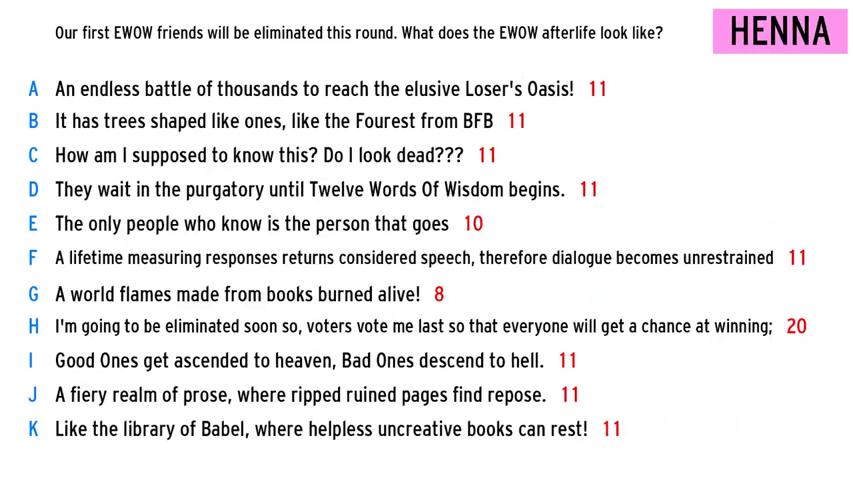 Our first EWOW friends will be eliminated this round. What does the EWOW afterlife look like?
HENNA
A An endless battle of thousands to reach the elusive Loser's Oasis! 11
B It has trees shaped like ones, like the Fourest from BFB 11
C How am I supposed to know this? Do I look dead??? 11
D They wait in the purgatory until Twelve Words Of Wisdom begins. 11
E The only people who know is the person that goes 10
F A lifetime measuring responses returns considered speech, therefore dialogue becomes unrestrained 11
G A world flames made from books burned alive! 8
H I'm going to be eliminated soon so, voters vote me last so that everyone will get a chance at winning; 20
I Good Ones get ascended to heaven, Bad Ones descend to hell. 11
J A fiery realm of prose, where ripped ruined pages find repose. 11
K Like the library of Babel, where helpless uncreative books can rest! 11